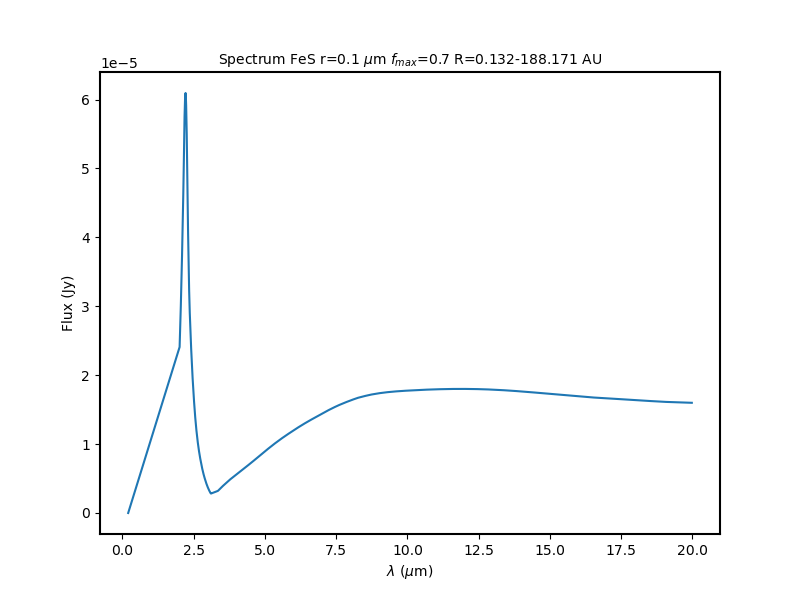 Spectrum FeS r=0.1 μm f_max=0.7 R=0.132-188.171 AU
1e−5
6
5
4
3
2
1
0
Flux (Jy)
0.0 2.5 5.0 7.5 10.0 12.5 15.0 17.5 20.0
λ (μm)